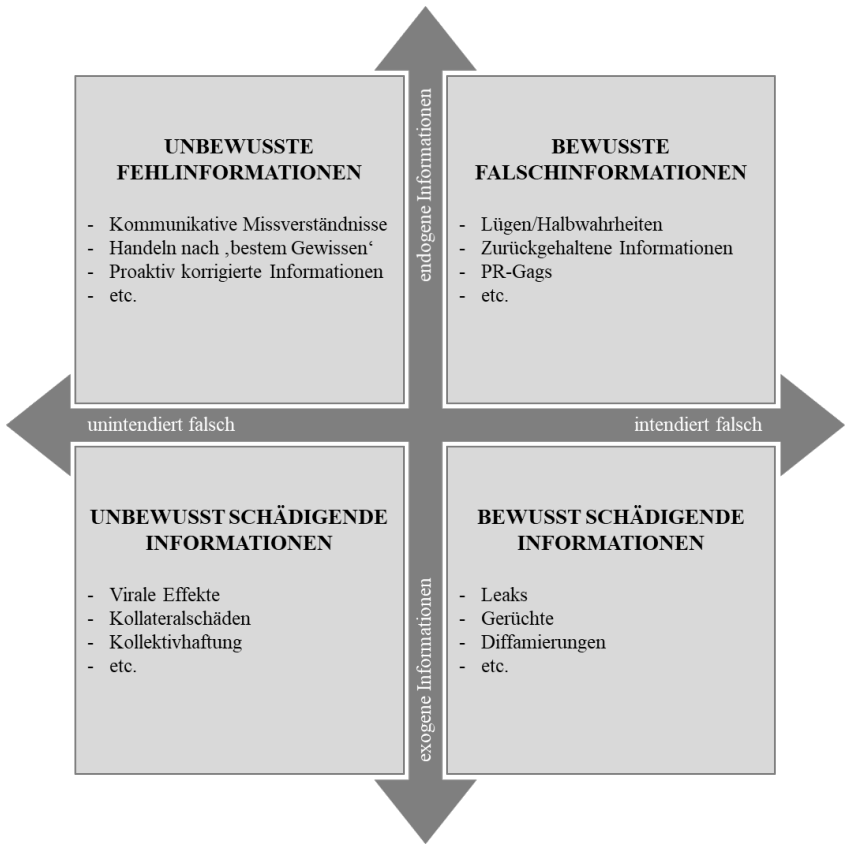 UNBEWUSSTE
FEHLINFORMATIONEN
- Kommunikative Missverständnisse
- Handeln nach ‚bestem Gewissen‘
- Proaktiv korrigierte Informationen
- etc.
endogene Informationen
BEWUSSTE
FALSCHINFORMATIONEN
- Lügen/Halbwahrheiten
- Zurückgehaltene Informationen
- PR-Gags
- etc.
unintendiert falsch
intendiert falsch
UNBEWUSST SCHÄDIGENDE
INFORMATIONEN
- Virale Effekte
- Kollateralschäden
- Kollektivhaftung
- etc.
exogene Informationen
BEWUSST SCHÄDIGENDE
INFORMATIONEN
- Leaks
- Gerüchte
- Diffamierungen
- etc.